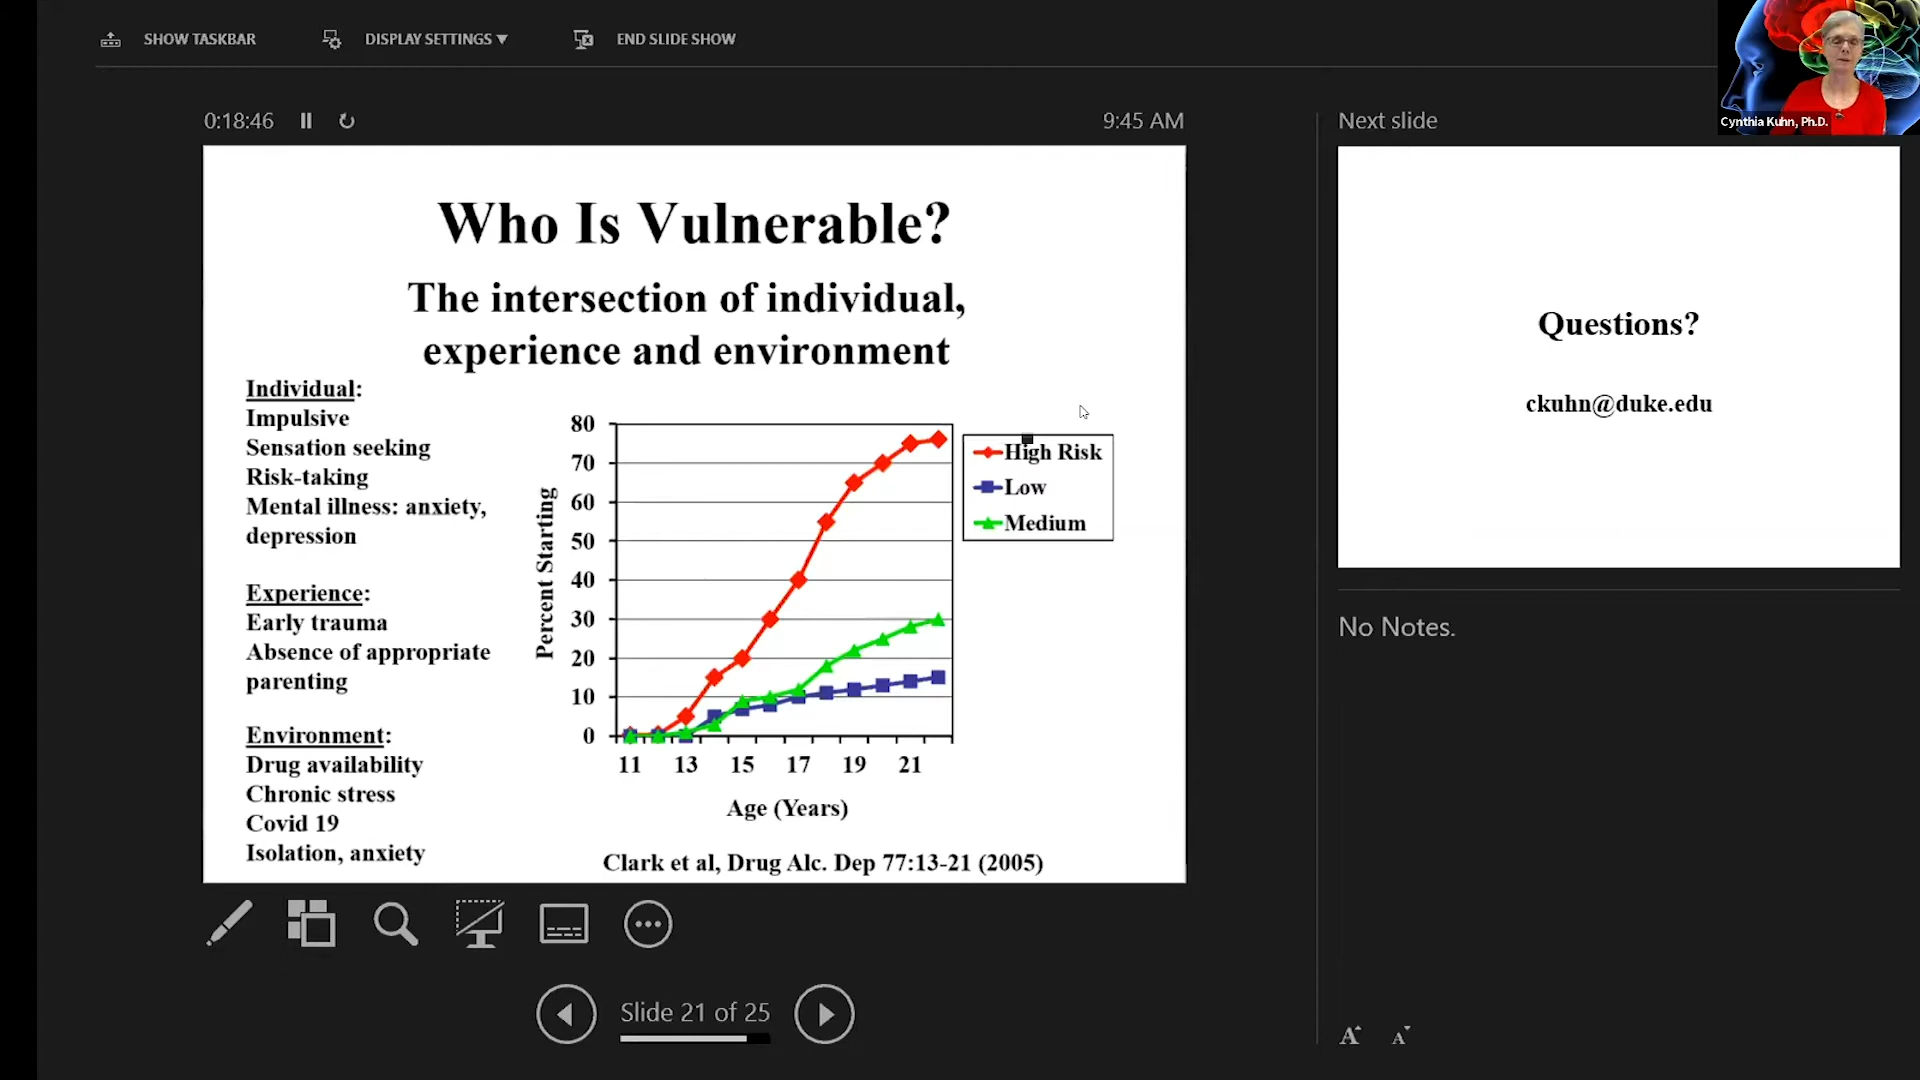 SHOW TASKBAR
DISPLAY SETTINGS ▼
END SLIDE SHOW
Cynthia Kuhn, Ph.D.
0:18:46
9:45 AM
Next slide
Who Is Vulnerable?
The intersection of individual,
experience and environment
Individual:
Impulsive
Sensation seeking
Risk-taking
Mental illness: anxiety,
depression
Experience:
Early trauma
Absence of appropriate
parenting
Environment:
Drug availability
Chronic stress
Covid 19
Isolation, anxiety
Percent Starting
80
70
60
50
40
30
20
10
0
11 13 15 17 19 21
Age (Years)
High Risk
Low
Medium
Clark et al, Drug Alc. Dep 77:13-21 (2005)
Questions?
ckuhn@duke.edu
No Notes.
Slide 21 of 25
A A